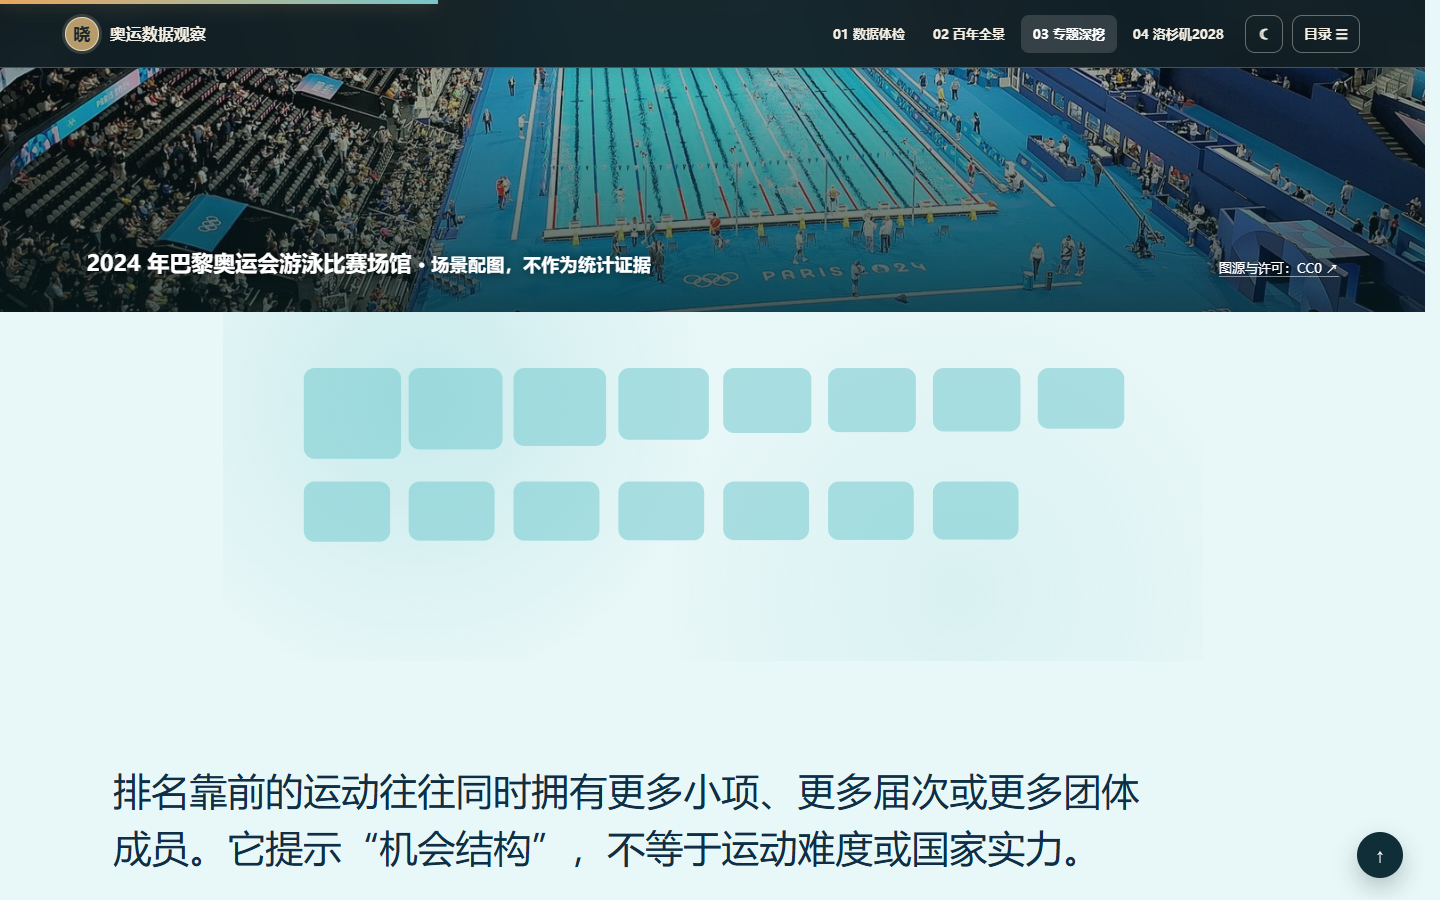 晓 奥运数据观察
01 数据体检 02 百年全景 03 专题深挖 04 洛杉矶2028 目录 ☰
PARIS 2024
2024 年巴黎奥运会游泳比赛场馆 • 场景配图，不作为统计证据
图源与许可：CC0 ↗
排名靠前的运动往往同时拥有更多小项、更多届次或更多团体
成员。它提示“机会结构”，不等于运动难度或国家实力。
↑